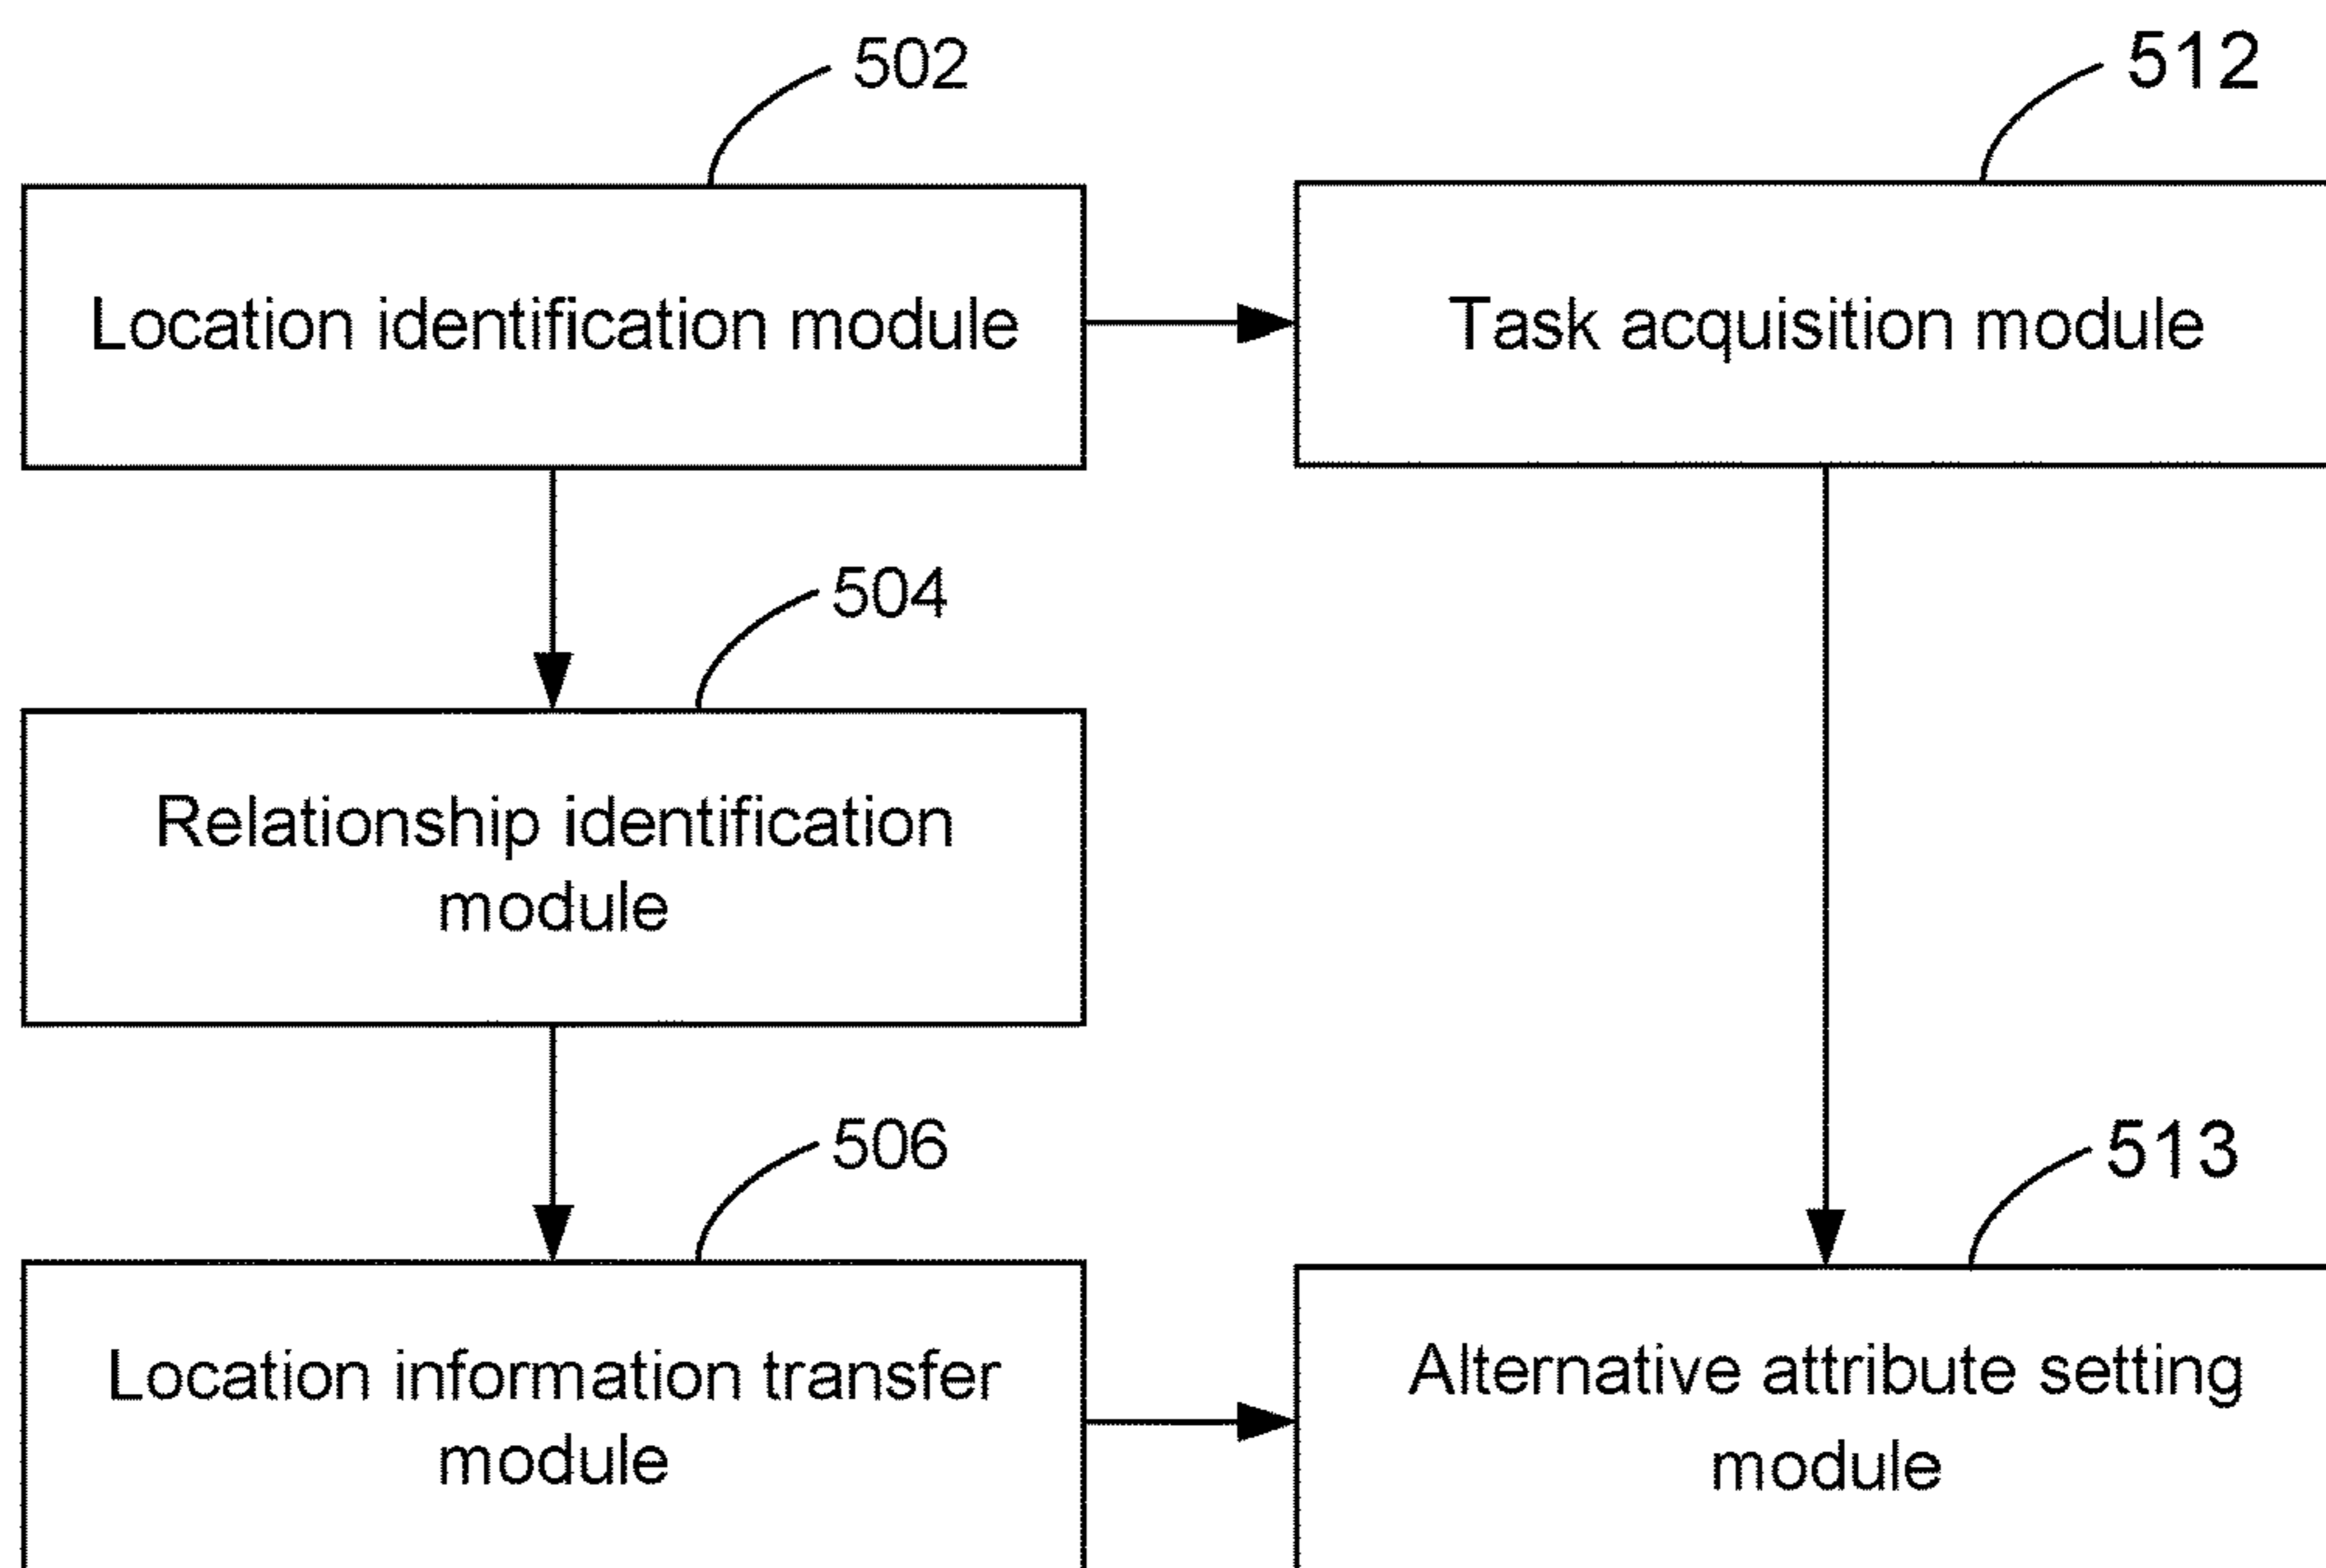 502
512
Location identification module
Task acquisition module
504
Relationship identification
module
506
513
Location information transfer
module
Alternative attribute setting
module